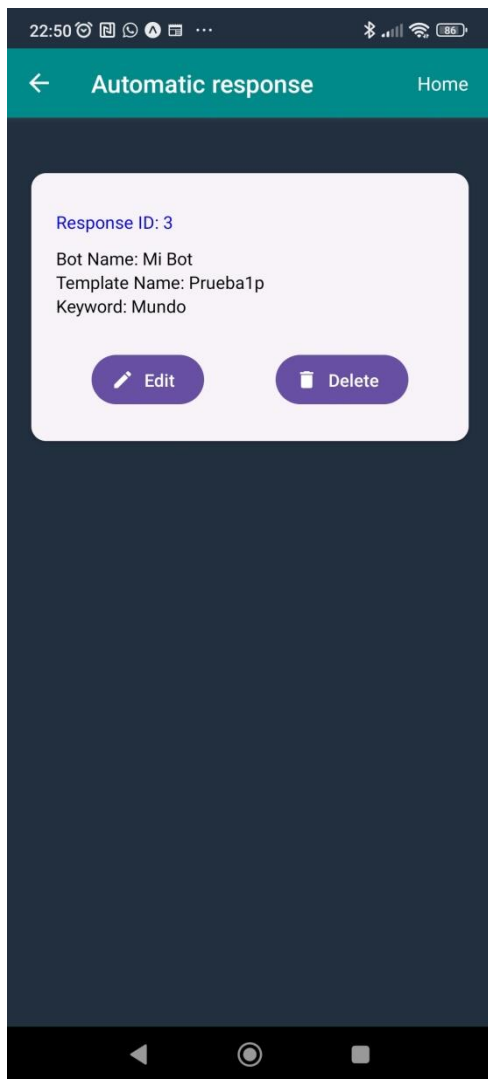 22:50
86
Automatic response
Home
Response ID: 3
Bot Name: Mi Bot
Template Name: Prueba1p
Keyword: Mundo
Edit
Delete